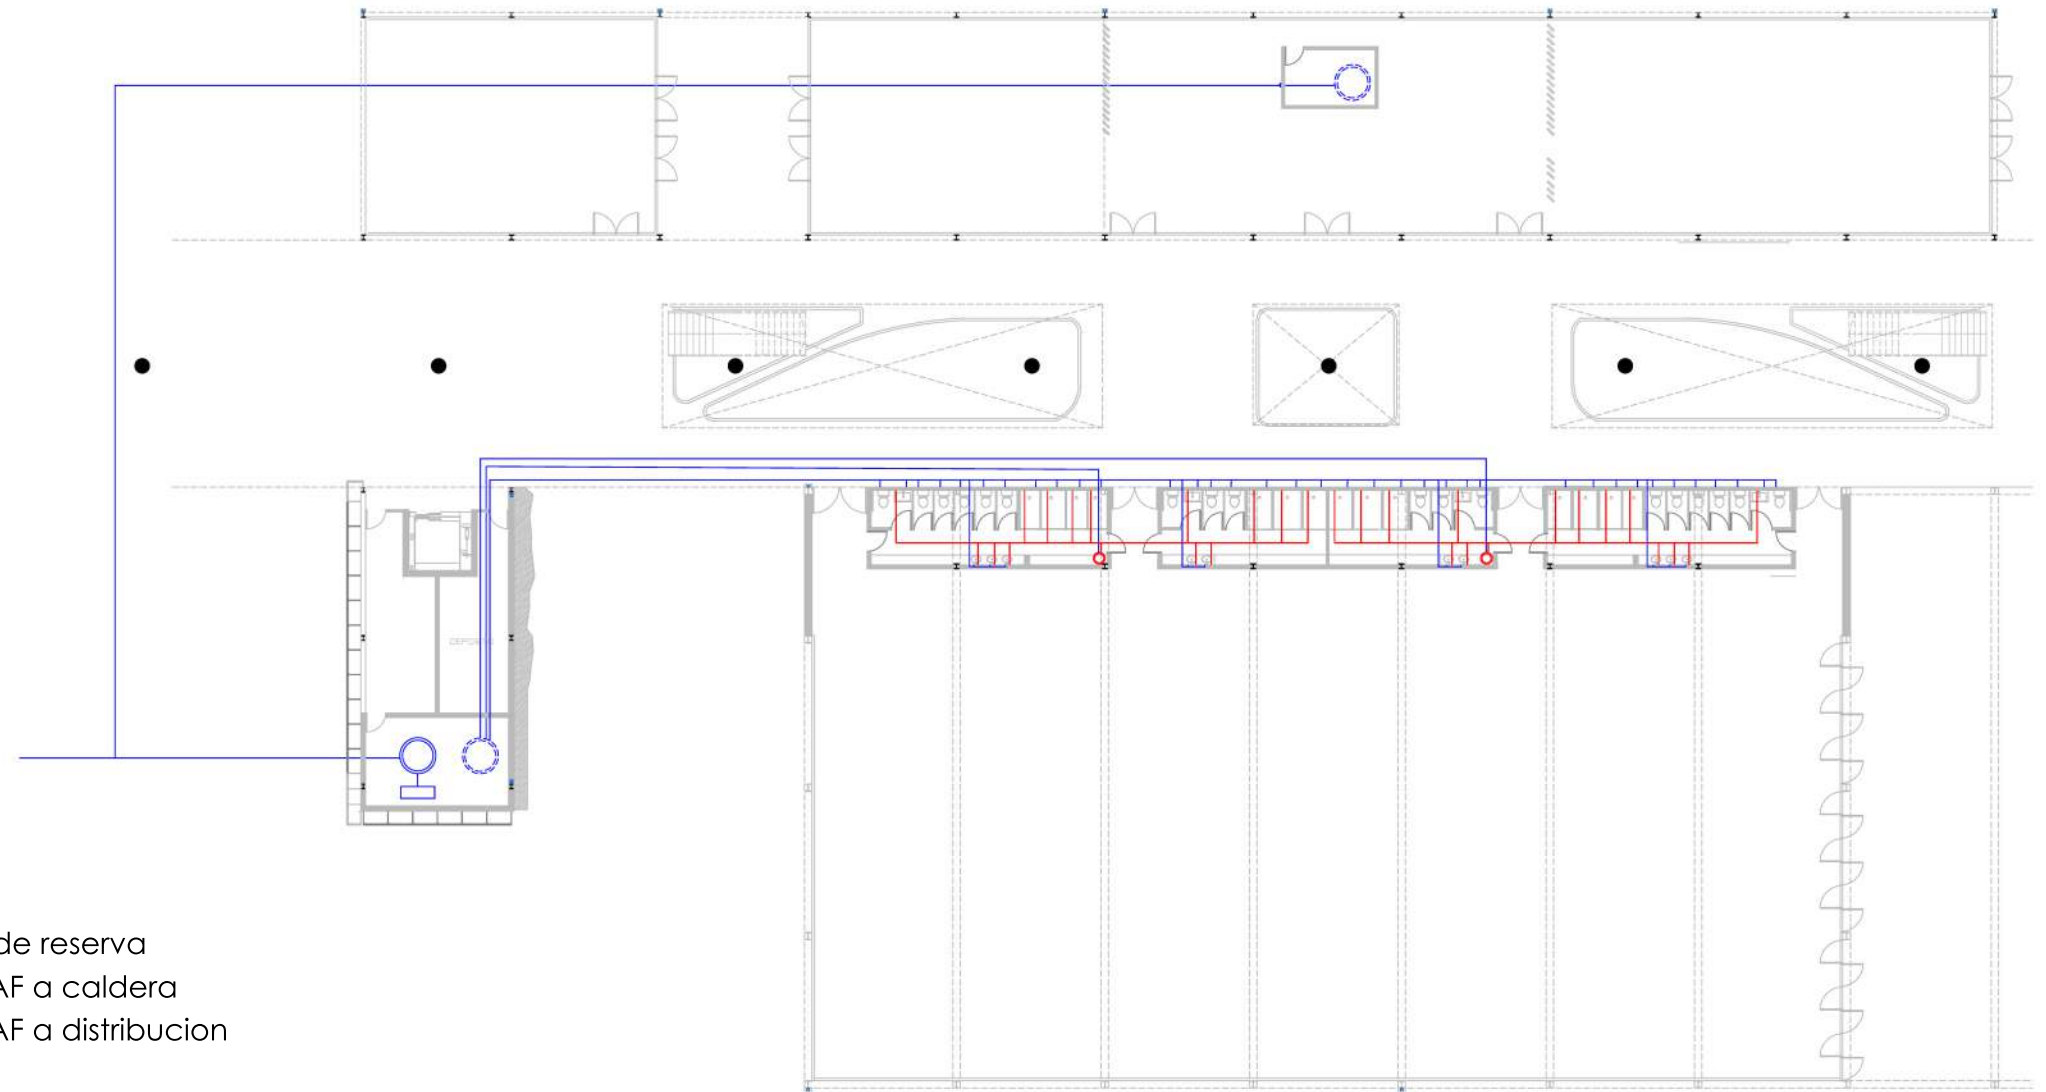 de reserva
AF a caldera
AF a distribucion